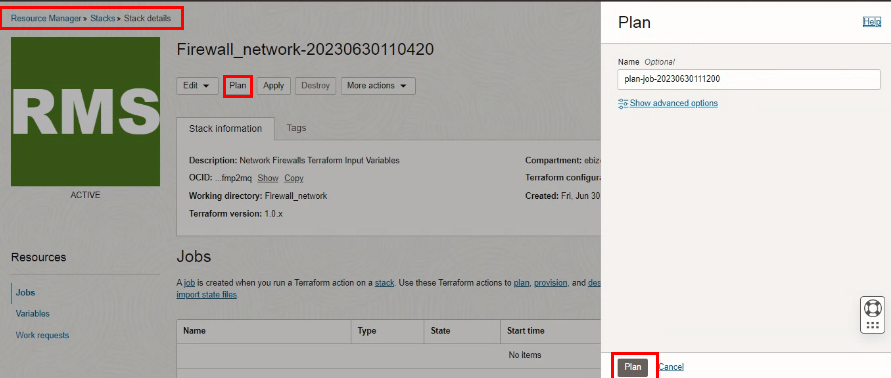 Resource Manager » Stacks » Stack details
RMS
ACTIVE
Firewall_network-20230630110420
Edit Plan Apply Destroy More actions
Stack information Tags
Description: Network Firewalls Terraform Input Variables
OCID: ...fmp2mq Show Copy
Working directory: Firewall_network
Terraform version: 1.0.x
Compartment: ebiz
Terraform configura
Created: Fri, Jun 30
Resources
Jobs
Variables
Work requests
Jobs
A job is created when you run a Terraform action on a stack. Use these Terraform actions to plan, provision, and des
import state files
Name Type State Start time
No items
Plan
Help
Name Optional
plan-job-20230630111200
Show advanced options
Plan Cancel